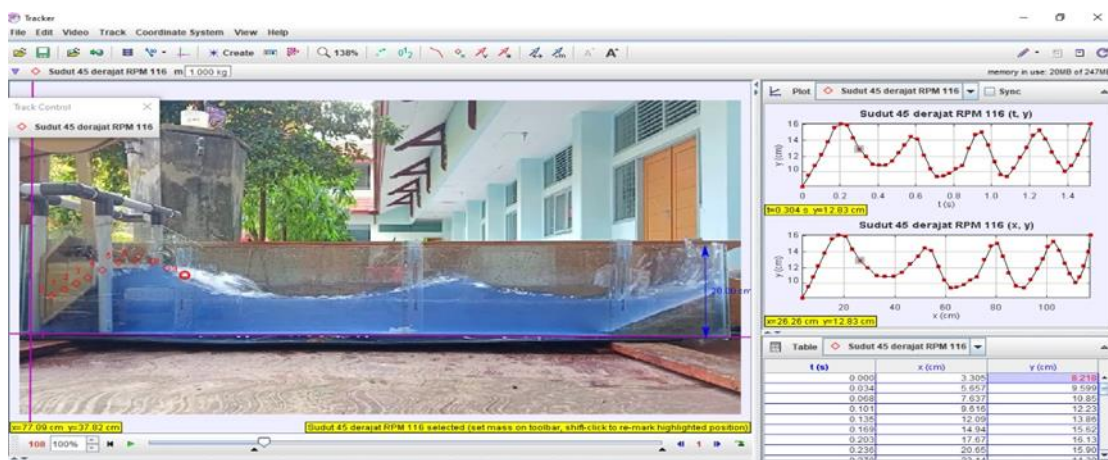 Tracker
File Edit Video Track Coordinate System View Help
Create 138%
Sudut 45 derajat RPM 116 m 1.000 kg
memory in use: 20MB of 247MB
Track Control
Sudut 45 derajat RPM 116
x=77.09 cm y=37.82 cm
Sudut 45 derajat RPM 116 selected (set mass on toolbar, shift-click to re-mark highlighted position)
108 100% 1
Plot Sudut 45 derajat RPM 116 Sync
Sudut 45 derajat RPM 116 (t, y)
16
14
12
10
y (cm)
0 0.2 0.4 0.6 0.8 1.0 1.2 1.4
t (s)
t=0.304 s y=12.83 cm
Sudut 45 derajat RPM 116 (x, y)
16
14
12
10
y (cm)
20 40 60 80 100
x (cm)
x=26.26 cm y=12.83 cm
Table Sudut 45 derajat RPM 116
t (s) x (cm) y (cm)
0.000 3.305 8.218
0.034 5.657 9.599
0.068 7.637 10.85
0.101 9.616 12.23
0.135 12.09 13.86
0.169 14.94 15.62
0.203 17.67 16.13
0.236 20.65 15.90